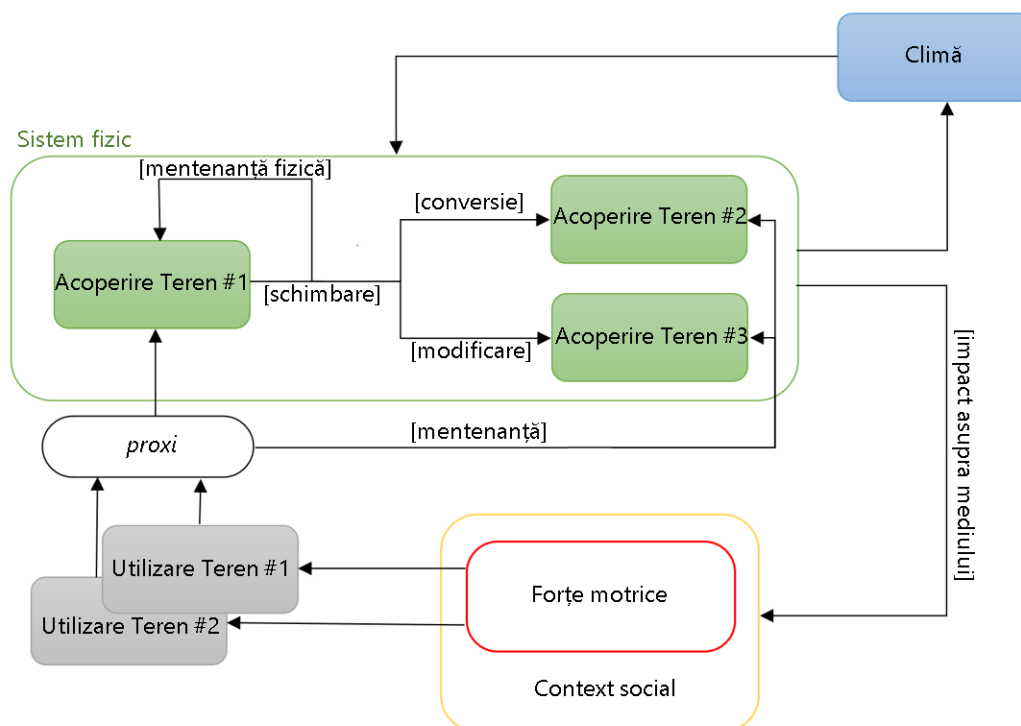 Climă
Sistem fizic
[mentenanță fizică]
[conversie]
Acoperire Teren #2
Acoperire Teren #1
[schimbare]
Acoperire Teren #3
[modificare]
[impact asupra mediului]
proxi
[mentenanță]
Utilizare Teren #1
Utilizare Teren #2
Forțe motrice
Context social